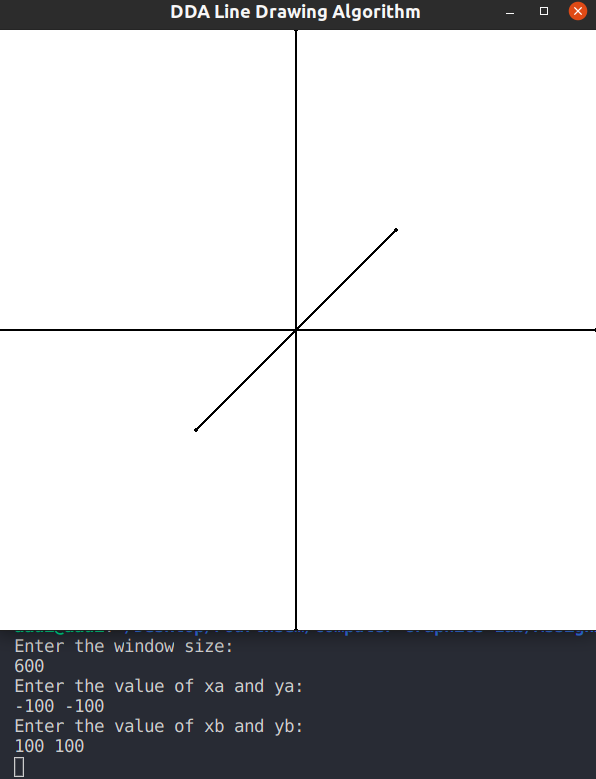 DDA Line Drawing Algorithm
Enter the window size:
600
Enter the value of xa and ya:
-100 -100
Enter the value of xb and yb:
100 100